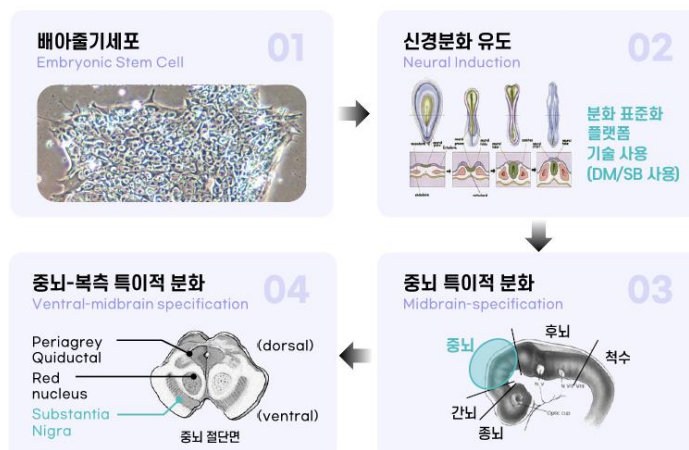 배아줄기세포
Embryonic Stem Cell
01
신경분화 유도
Neural Induction
02
분화 표준화
플랫폼
기술 사용
(DM/SB 사용)
중뇌-복측 특이적 분화
Ventral-midbrain specification
04
Periagrey
Quiductal
Red
nucleus
Substantia
Nigra
(dorsal)
(ventral)
중뇌 절단면
중뇌 특이적 분화
Midbrain-specification
03
중뇌
후뇌
척수
간뇌
종뇌
Optic cup